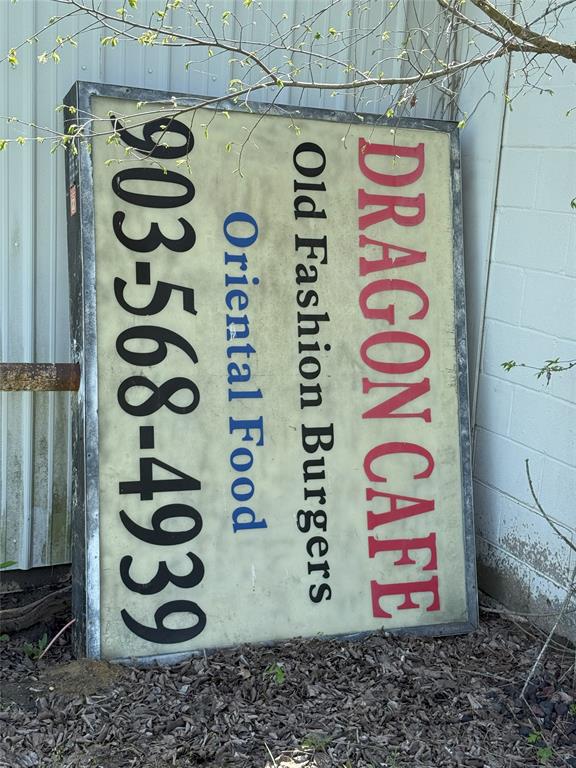 DRAGON CAFE
Old Fashion Burgers
Oriental Food
903-568-4939